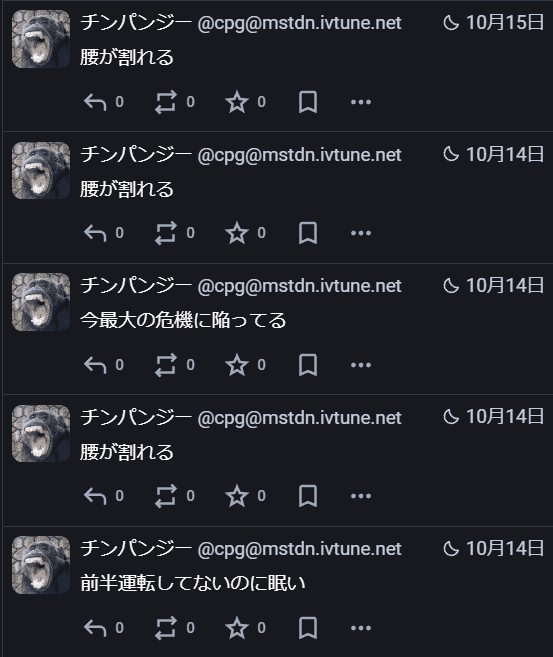 チンパンジー @cpg@mstdn.ivtune.net 10月15日
腰が割れる
0 0 0
チンパンジー @cpg@mstdn.ivtune.net 10月14日
腰が割れる
0 0 0
チンパンジー @cpg@mstdn.ivtune.net 10月14日
今最大の危機に陥ってる
0 0 0
チンパンジー @cpg@mstdn.ivtune.net 10月14日
腰が割れる
0 0 0
チンパンジー @cpg@mstdn.ivtune.net 10月14日
前半運転してないのに眠い
0 0 0